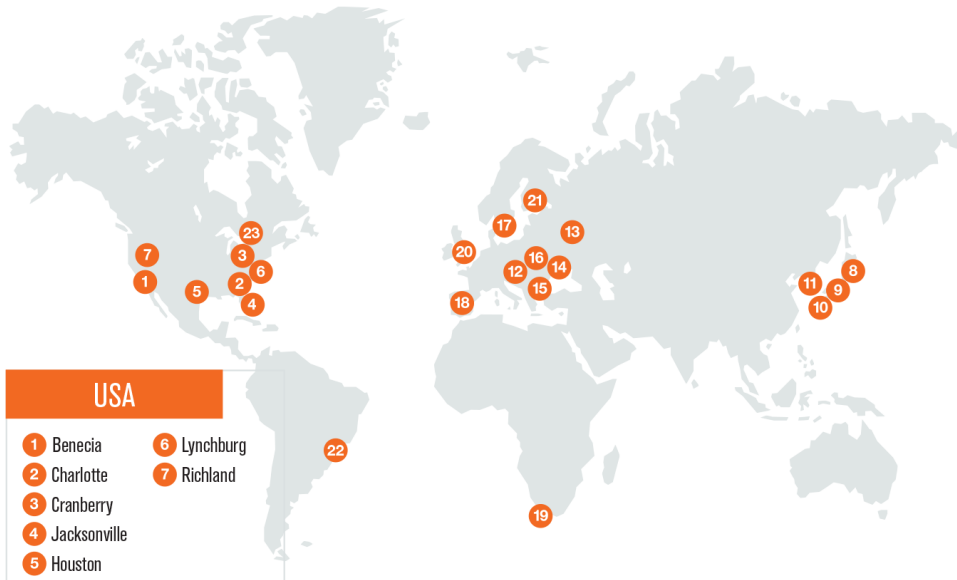 21
17
13
23
20
7
3
16
6
12
14
8
1
2
11
5
15
9
4
18
10
USA
1 Benecia
6 Lynchburg
22
2 Charlotte
7 Richland
3 Cranberry
19
4 Jacksonville
5 Houston